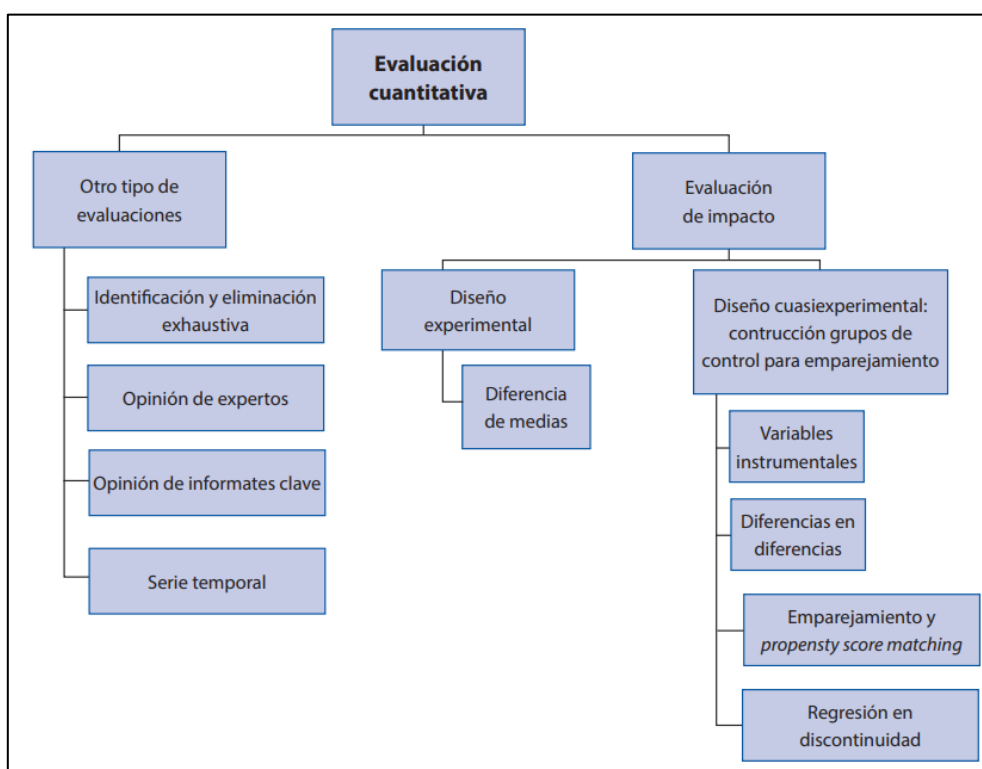 Evaluación
cuantitativa
Otro tipo de
evaluaciones
Identificación y eliminación
exhaustiva
Opinión de expertos
Opinión de informates clave
Serie temporal
Evaluación
de impacto
Diseño
experimental
Diferencia
de medias
Diseño cuasiexperimental:
contrucción grupos de
control para emparejamiento
Variables
instrumentales
Diferencias en
diferencias
Emparejamiento y
propensty score matching
Regresión en
discontinuidad